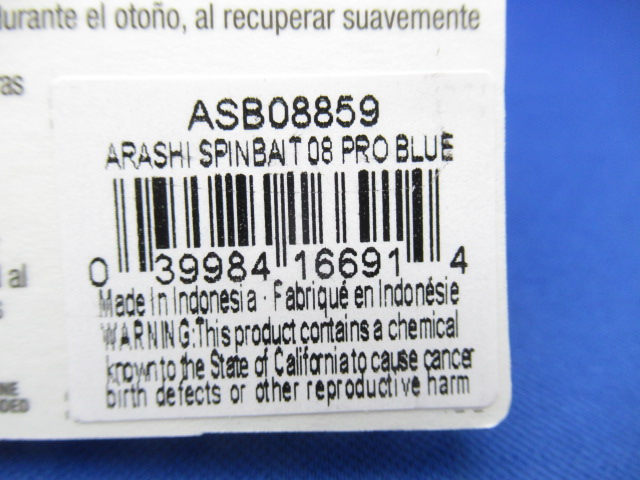 durante el otoño, al recuperar suavemente
ras
ASB08859
ARASHI SPINBAIT 08 PRO BLUE
0 39984 16691 4
al
Made in Indonesia · Fabriqué en Indonésie
WARNING:This product contains a chemical
known to the State of California to cause cancer
birth defects or other reproductive harm